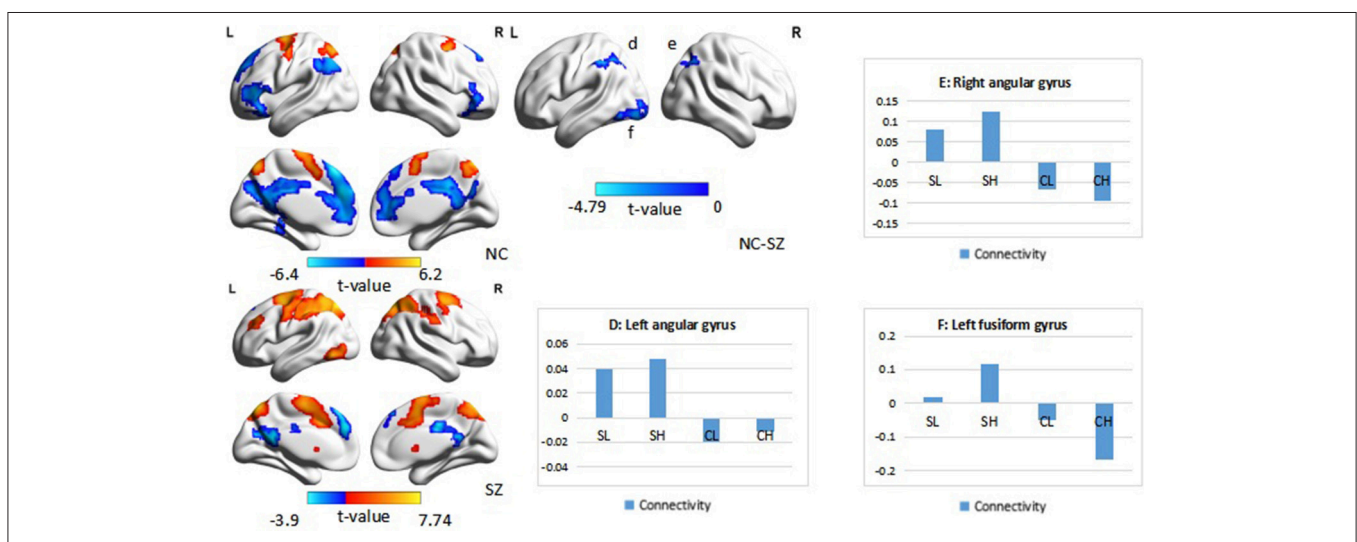 L R
NC
-6.4 t-value 6.2
L R
SZ
-3.9 t-value 7.74
L R
d e
f
-4.79 t-value 0
NC-SZ
D: Left angular gyrus
0.06
0.04
0.02
0
-0.02
-0.04
SL SH CL CH
Connectivity
E: Right angular gyrus
0.15
0.1
0.05
0
-0.05
-0.1
-0.15
SL SH CL CH
Connectivity
F: Left fusiform gyrus
0.2
0.1
0
-0.1
-0.2
SL SH CL CH
Connectivity